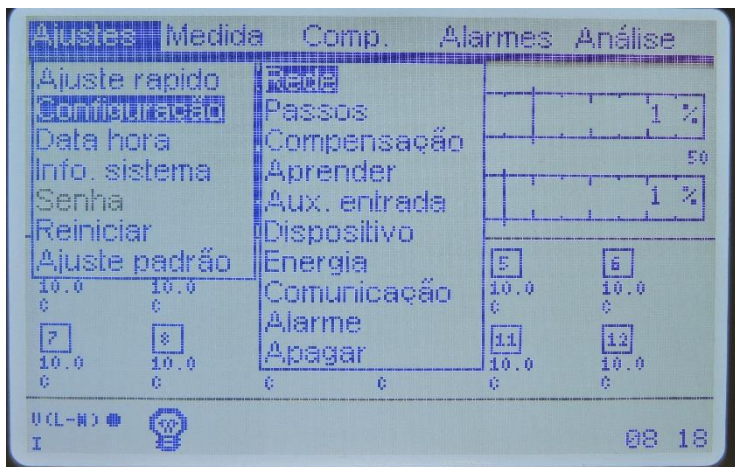 Ajustes Medida Comp. Alarmes Análise
Ajuste rapido
Configuração
Data hora
Info. sistema
Senha
Reiniciar
Ajuste padrão
Rede
Passos
Compensação
Aprender
Aux. entrada
Dispositivo
Energia
Comunicação
Alarme
Apagar
1 %
50
1 %
5 6
10.0 10.0 10.0 10.0
C C C C
7 8 11 12
10.0 10.0 10.0 10.0
C C C C C C
U(L-N)
I
08 18